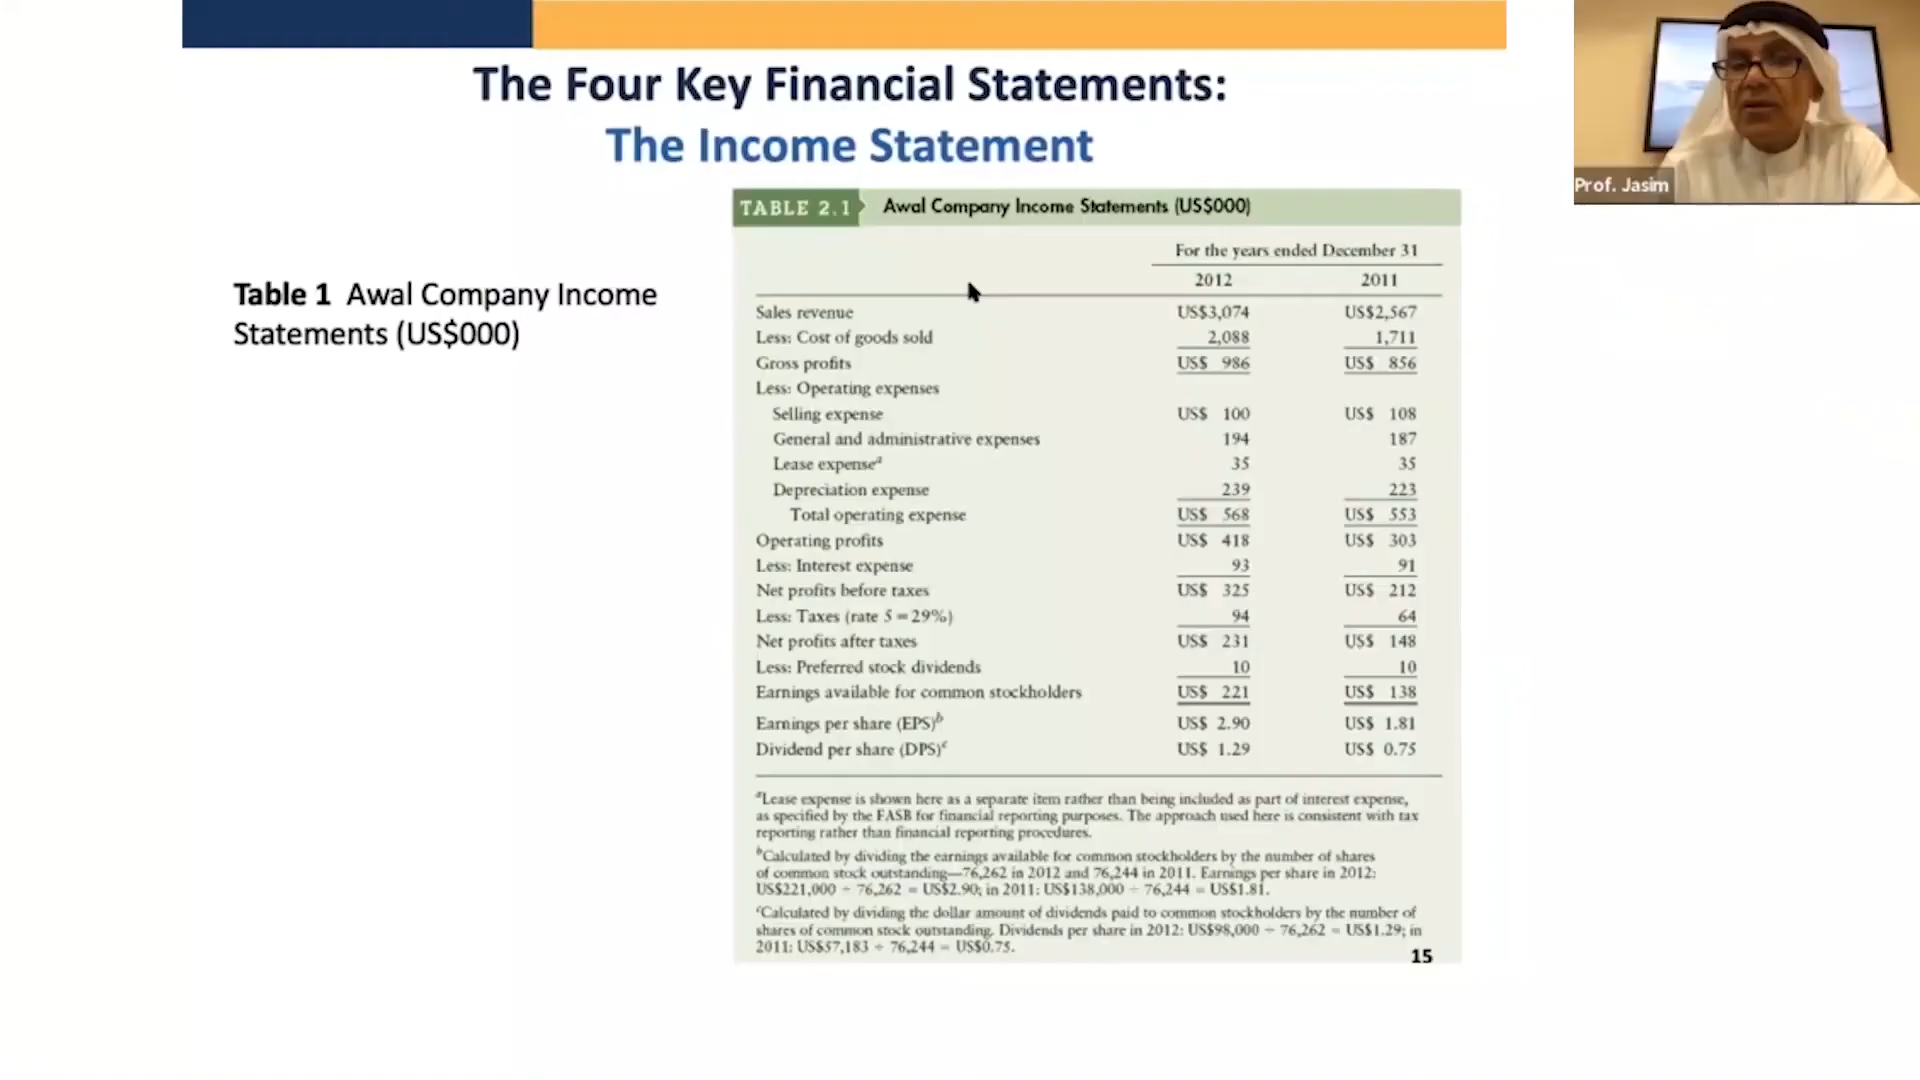 The Four Key Financial Statements:
The Income Statement
Prof. Jasim
Table 1 Awal Company Income
Statements (US$000)
TABLE 2.1 Awal Company Income Statements (US$000)
For the years ended December 31
2012 2011
Sales revenue US$3,074 US$2,567
Less: Cost of goods sold 2,088 1,711
Gross profits US$ 986 US$ 856
Less: Operating expenses
Selling expense US$ 100 US$ 108
General and administrative expenses 194 187
Lease expenseᵃ 35 35
Depreciation expense 239 223
Total operating expense US$ 568 US$ 553
Operating profits US$ 418 US$ 303
Less: Interest expense 93 91
Net profits before taxes US$ 325 US$ 212
Less: Taxes (rate 5 = 29%) 94 64
Net profits after taxes US$ 231 US$ 148
Less: Preferred stock dividends 10 10
Earnings available for common stockholders US$ 221 US$ 138
Earnings per share (EPS)ᵇ US$ 2.90 US$ 1.81
Dividend per share (DPS)ᶜ US$ 1.29 US$ 0.75
ᵃLease expense is shown here as a separate item rather than being included as part of interest expense,
as specified by the FASB for financial reporting purposes. The approach used here is consistent with tax
reporting rather than financial reporting procedures.
ᵇCalculated by dividing the earnings available for common stockholders by the number of shares
of common stock outstanding—76,262 in 2012 and 76,244 in 2011. Earnings per share in 2012:
US$221,000 ÷ 76,262 = US$2.90; in 2011: US$138,000 ÷ 76,244 = US$1.81.
ᶜCalculated by dividing the dollar amount of dividends paid to common stockholders by the number of
shares of common stock outstanding. Dividends per share in 2012: US$98,000 ÷ 76,262 = US$1.29; in
2011: US$57,183 ÷ 76,244 = US$0.75.
15